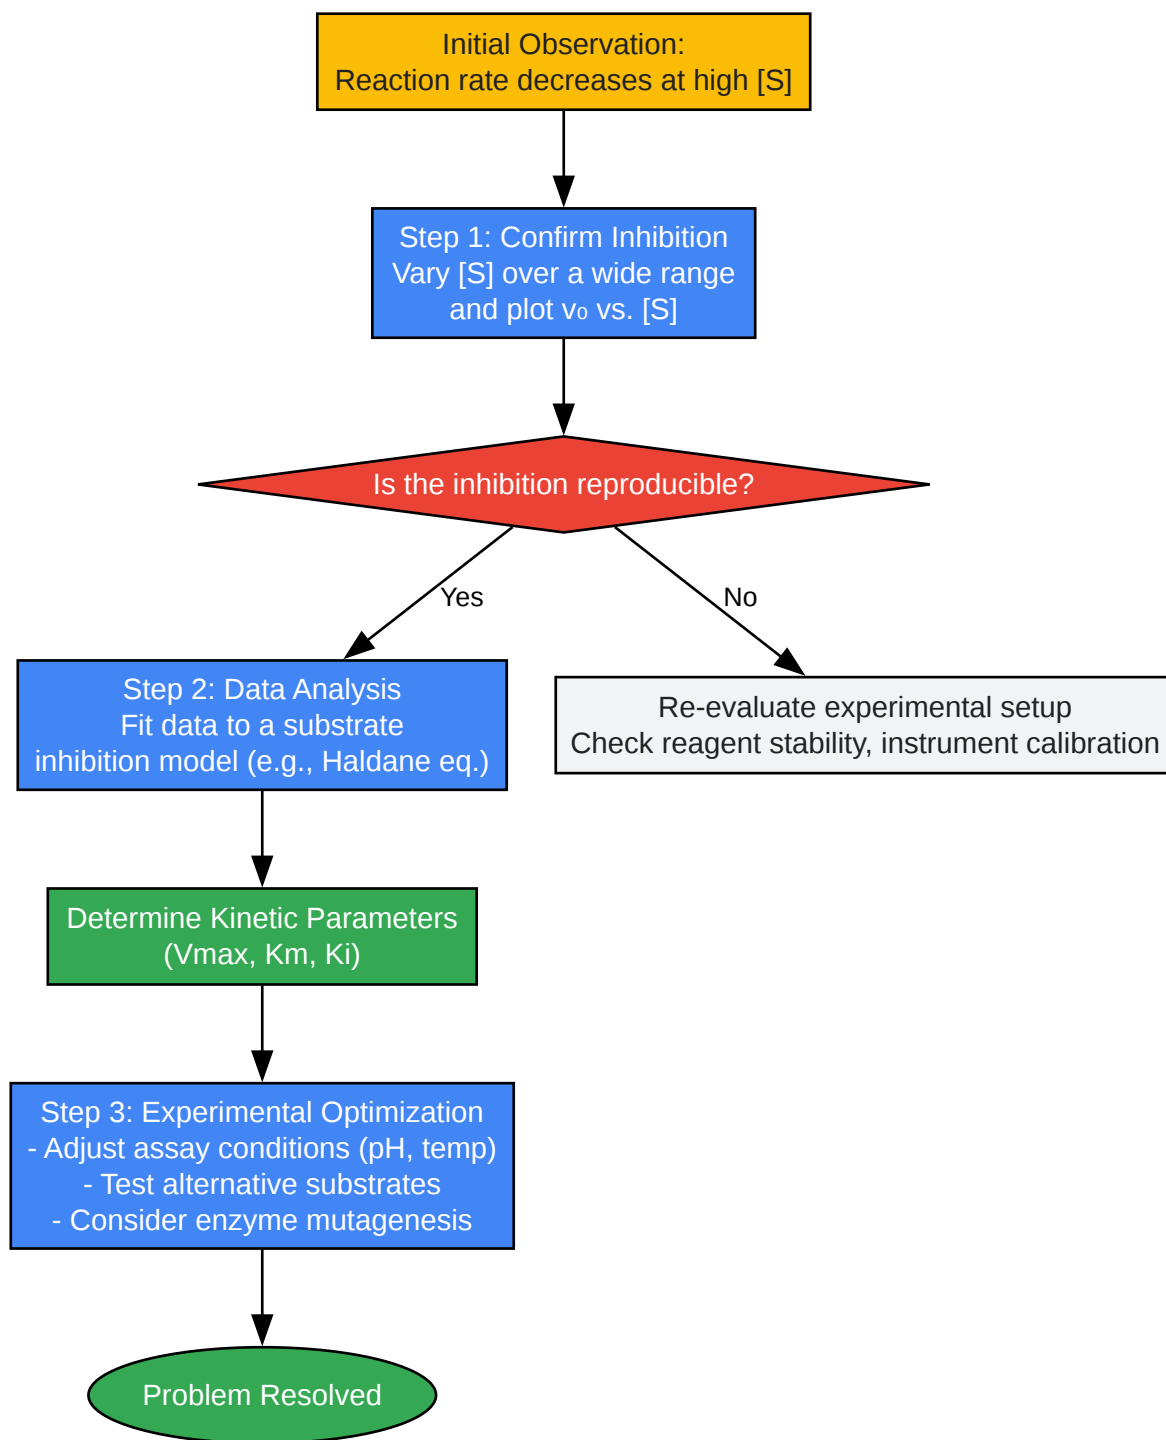 Initial Observation:
Reaction rate decreases at high [S]
Step 1: Confirm Inhibition
Vary [S] over a wide range
and plot v₀ vs. [S]
Is the inhibition reproducible?
Yes
No
Step 2: Data Analysis
Fit data to a substrate
inhibition model (e.g., Haldane eq.)
Re-evaluate experimental setup
Check reagent stability, instrument calibration
Determine Kinetic Parameters
(Vmax, Km, Ki)
Step 3: Experimental Optimization
- Adjust assay conditions (pH, temp)
- Test alternative substrates
- Consider enzyme mutagenesis
Problem Resolved